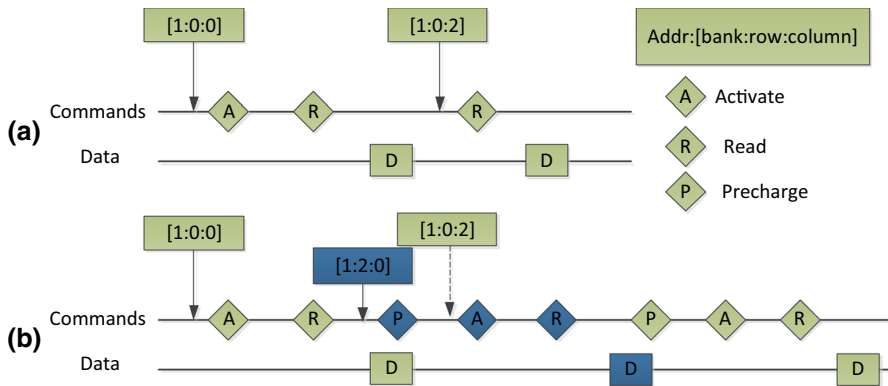 [1:0:0] [1:0:2] Addr:[bank:row:column]
A Activate
Commands A R R
(a)
R Read
Data D D
P Precharge
[1:0:0] [1:0:2]
[1:2:0]
Commands A R P A R P A R
(b)
Data D D D